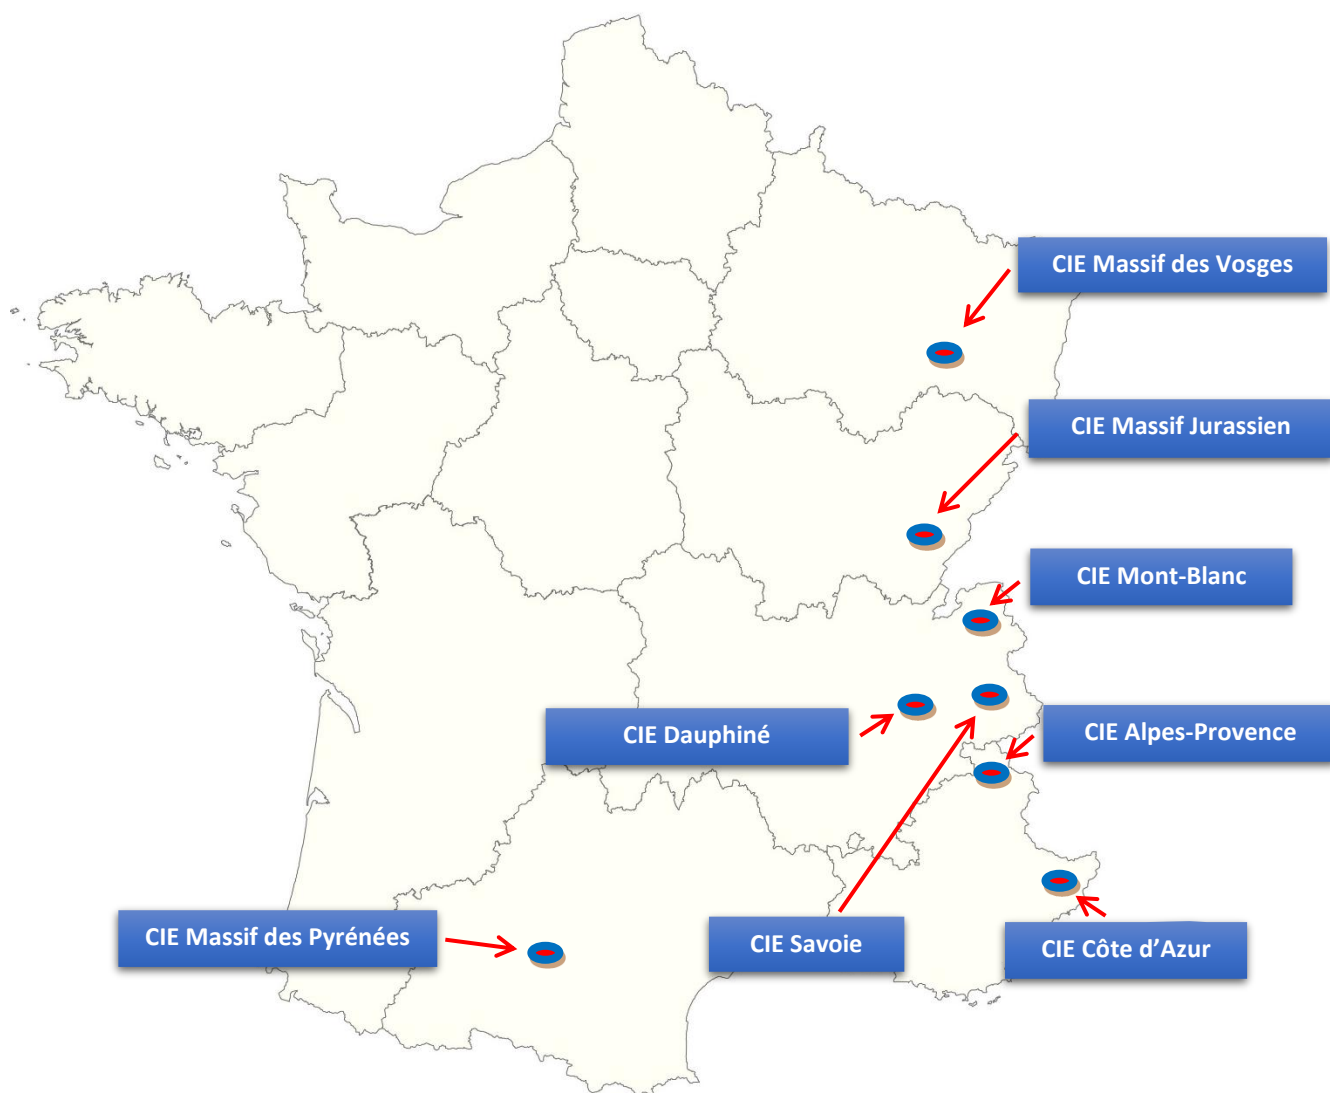 CIE Massif des Vosges
CIE Massif Jurassien
CIE Mont-Blanc
CIE Dauphiné
CIE Alpes-Provence
CIE Massif des Pyrénées
CIE Savoie
CIE Côte d’Azur